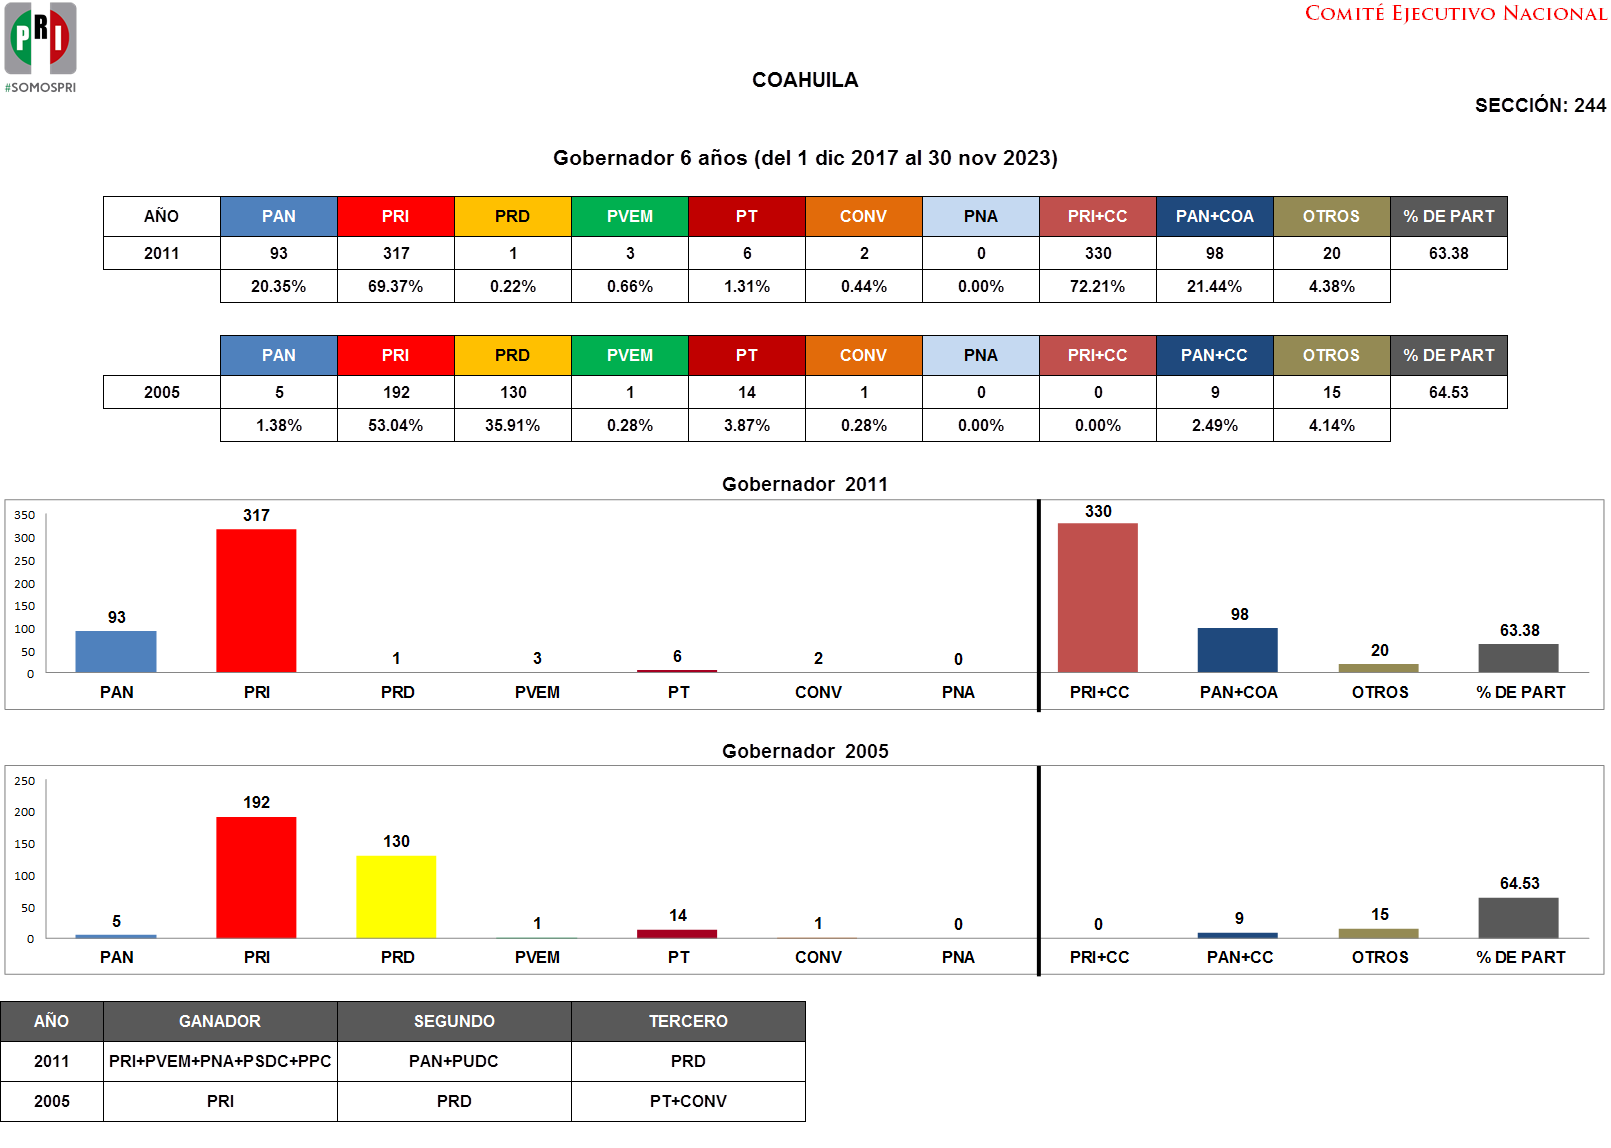 PRI
#SOMOSPRI
COMITÉ EJECUTIVO NACIONAL
COAHUILA
SECCIÓN: 244
Gobernador 6 años (del 1 dic 2017 al 30 nov 2023)
AÑO PAN PRI PRD PVEM PT CONV PNA PRI+CC PAN+COA OTROS % DE PART
2011 93 317 1 3 6 2 0 330 98 20 63.38
20.35% 69.37% 0.22% 0.66% 1.31% 0.44% 0.00% 72.21% 21.44% 4.38%
PAN PRI PRD PVEM PT CONV PNA PRI+CC PAN+CC OTROS % DE PART
2005 5 192 130 1 14 1 0 0 9 15 64.53
1.38% 53.04% 35.91% 0.28% 3.87% 0.28% 0.00% 0.00% 2.49% 4.14%
Gobernador 2011
350
300
250
200
150
100
50
0
93 317 1 3 6 2 0 330 98 20 63.38
PAN PRI PRD PVEM PT CONV PNA PRI+CC PAN+COA OTROS % DE PART
Gobernador 2005
250
200
150
100
50
0
5 192 130 1 14 1 0 0 9 15 64.53
PAN PRI PRD PVEM PT CONV PNA PRI+CC PAN+CC OTROS % DE PART
AÑO GANADOR SEGUNDO TERCERO
2011 PRI+PVEM+PNA+PSDC+PPC PAN+PUDC PRD
2005 PRI PRD PT+CONV